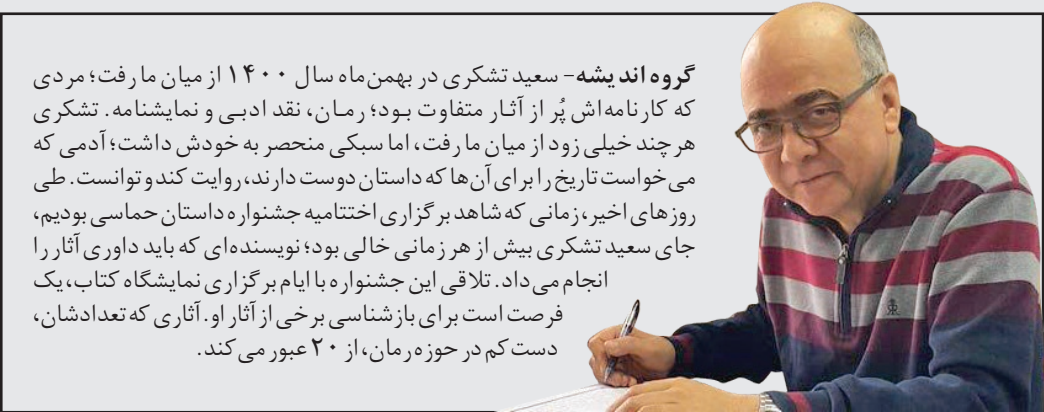 گروه اندیشه- سعید تشکری در بهمن‌ماه سال ۱۴۰۰ از میان ما رفت؛ مردی
که کارنامه‌اش پُر از آثار متفاوت بود؛ رمان، نقد ادبی و نمایشنامه. تشکری
هرچند خیلی زود از میان ما رفت، اما سبکی منحصر به خودش داشت؛ آدمی که
می‌خواست تاریخ را برای آن‌ها که داستان دوست دارند، روایت کند و توانست. طی
روزهای اخیر، زمانی که شاهد برگزاری اختتامیه جشنواره داستان حماسی بودیم،
جای سعید تشکری بیش از هر زمانی خالی بود؛ نویسنده‌ای که باید داوری آثار را
انجام می‌داد. تلاقی این جشنواره با ایام برگزاری نمایشگاه کتاب، یک
فرصت است برای بازشناسی برخی از آثار او. آثاری که تعدادشان،
دست‌کم در حوزه رمان، از ۲۰ عبور می‌کند.